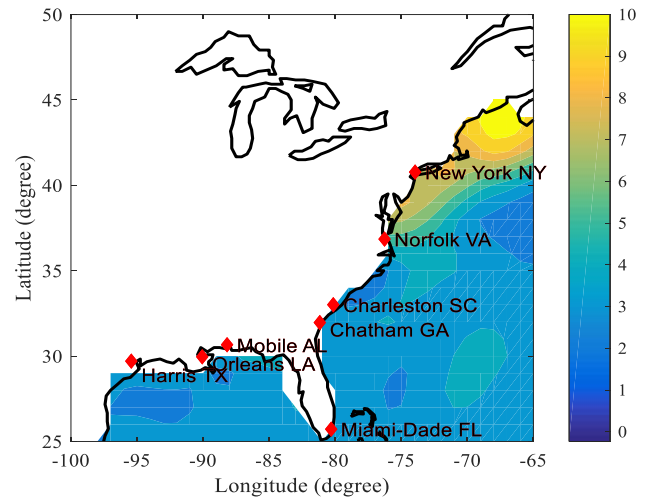 50
45
40
35
30
25
Latitude (degree)
-100
-95
-90
-85
-80
-75
-70
-65
Longitude (degree)
New York NY
Norfolk VA
Charleston SC
Chatham GA
Mobile AL
Orleans LA
Harris TX
Miami-Dade FL
10
9
8
7
6
5
4
3
2
1
0